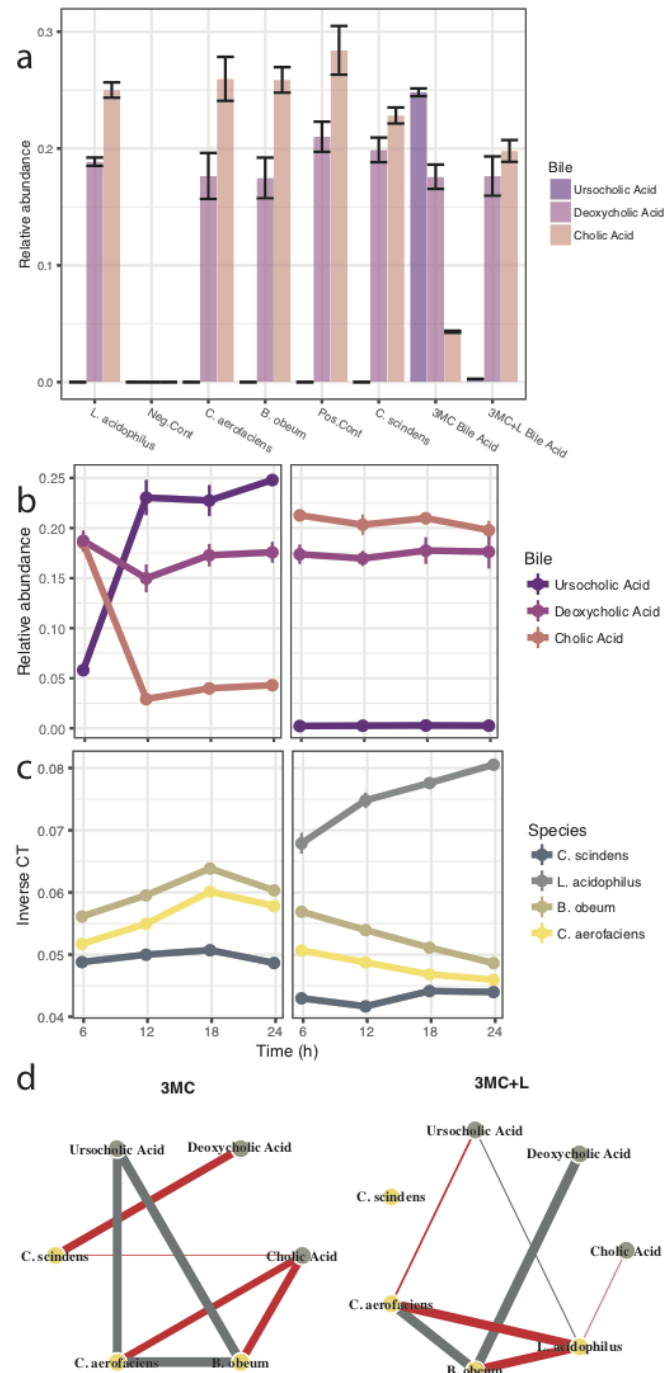 a
0.3
0.2
0.1
0.0
Relative abundance
L. acidophilus
Neg.Cont
C. aerofaciens
B. obeum
Pos.Cont
C. scindens
3MC Bile Acid
3MC+L Bile Acid
Bile
Ursocholic Acid
Deoxycholic Acid
Cholic Acid
b
0.25
0.20
0.15
0.10
0.05
0.00
Relative abundance
Bile
Ursocholic Acid
Deoxycholic Acid
Cholic Acid
c
0.08
0.07
0.06
0.05
0.04
Inverse CT
6 12 18 24 6 12 18 24
Time (h)
Species
C. scindens
L. acidophilus
B. obeum
C. aerofaciens
d
3MC
Ursocholic Acid
Deoxycholic Acid
C. scindens
Cholic Acid
C. aerofaciens
B. obeum
3MC+L
Ursocholic Acid
Deoxycholic Acid
C. scindens
Cholic Acid
C. aerofaciens
L. acidophilus
B. obeum